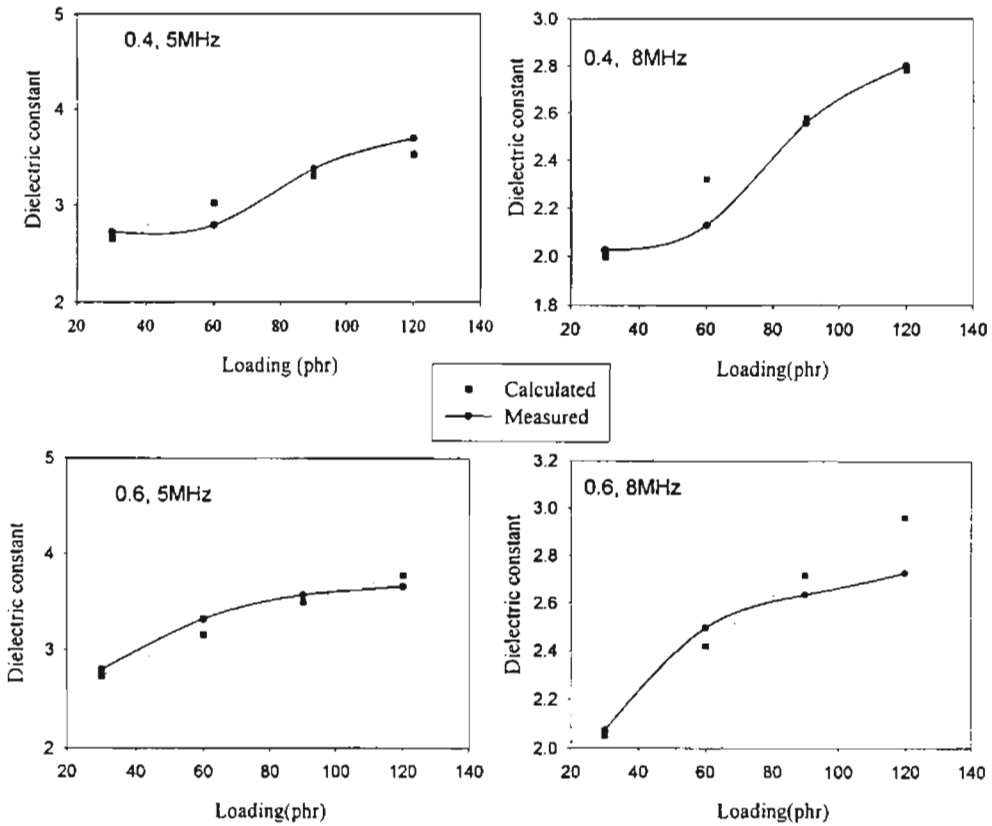 5
4
3
2
Dielectric constant
0.4, 5MHz
20 40 60 80 100 120 140
Loading (phr)
3.0
2.8
2.6
2.4
2.2
2.0
1.8
Dielectric constant
0.4, 8MHz
20 40 60 80 100 120 140
Loading(phr)
Calculated
Measured
5
4
3
2
Dielectric constant
0.6, 5MHz
20 40 60 80 100 120 140
Loading(phr)
3.2
3.0
2.8
2.6
2.4
2.2
2.0
Dielectric constant
0.6, 8MHz
20 40 60 80 100 120 140
Loading(phr)